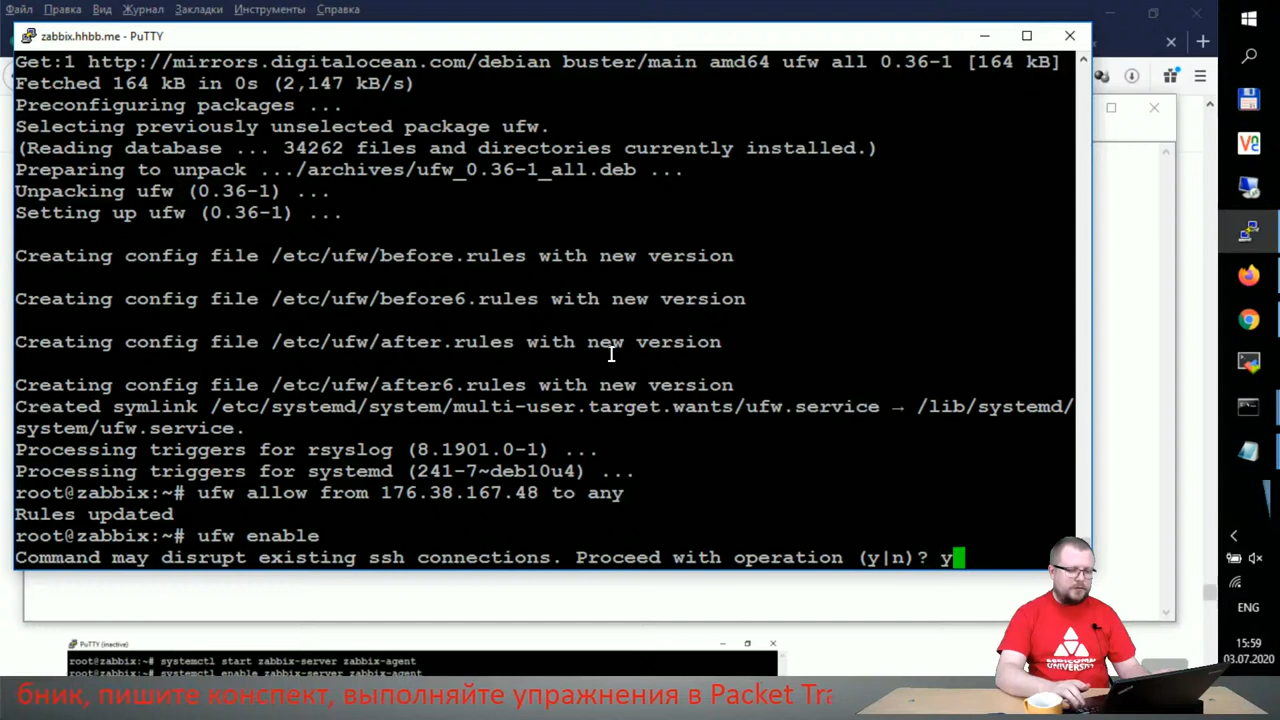 Файл Правка Вид Журнал Закладки Инструменты Справка
zabbix.hhbb.me - PuTTY
Get:1 http://mirrors.digitalocean.com/debian buster/main amd64 ufw all 0.36-1 [164 kB]
Fetched 164 kB in 0s (2,147 kB/s)
Preconfiguring packages ...
Selecting previously unselected package ufw.
(Reading database ... 34262 files and directories currently installed.)
Preparing to unpack .../archives/ufw_0.36-1_all.deb ...
Unpacking ufw (0.36-1) ...
Setting up ufw (0.36-1) ...
Creating config file /etc/ufw/before.rules with new version
Creating config file /etc/ufw/before6.rules with new version
Creating config file /etc/ufw/after.rules with new version
Creating config file /etc/ufw/after6.rules with new version
Created symlink /etc/systemd/system/multi-user.target.wants/ufw.service → /lib/systemd/
system/ufw.service.
Processing triggers for rsyslog (8.1901.0-1) ...
Processing triggers for systemd (241-7~deb10u4) ...
root@zabbix:~# ufw allow from 176.38.167.48 to any
Rules updated
root@zabbix:~# ufw enable
Command may disrupt existing ssh connections. Proceed with operation (y|n)? y
ENG
15:59
03.07.2020
PuTTY (inactive)
root@zabbix:~# systemctl start zabbix-server zabbix-agent
root@zabbix:~# systemctl enable zabbix-server zabbix-agent
UNIVERSITY
бник, пишите конспект, выполняйте упражнения в Packet Tra